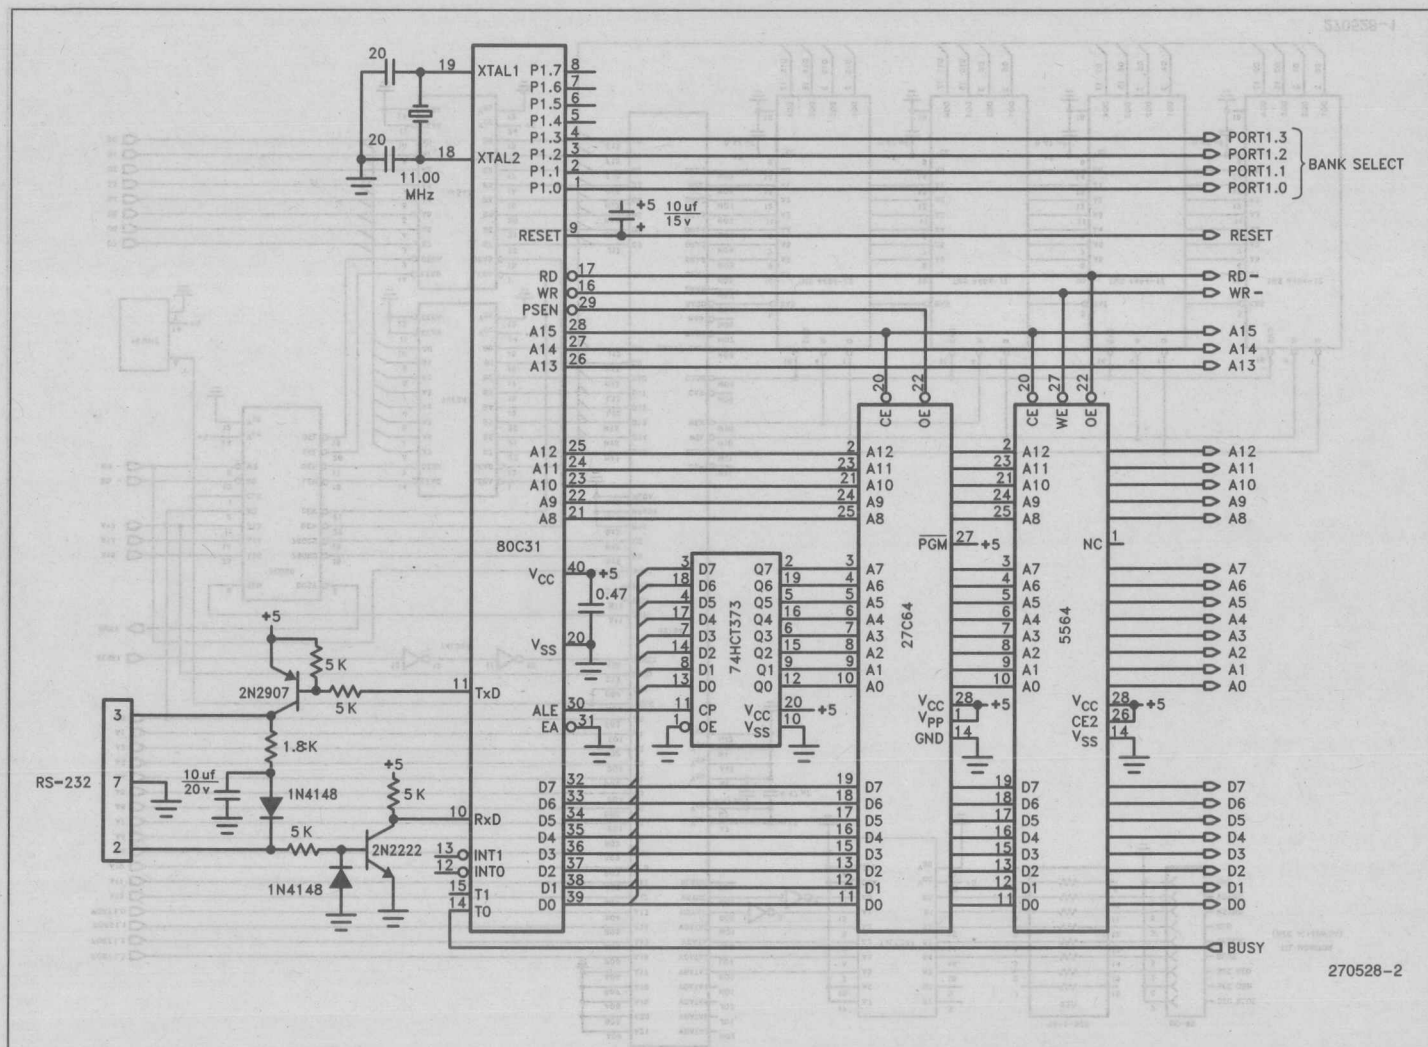 20
19 XTAL1 P1.7 8
P1.6 7
P1.5 6
P1.4 5
P1.3 4 PORT1.3
20 18 XTAL2 P1.2 3 PORT1.2
11.00 P1.1 2 PORT1.1 BANK SELECT
MHz P1.0 1 PORT1.0
+5 10 uf
+ 15 v
RESET 9 RESET
RD 17 RD-
WR 16 WR-
PSEN 29
A15 28 A15
A14 27 A14
A13 26 A13
20 22 20 27 22
CE OE CE WE OE
A12 25 2 A12 2 A12 A12
A11 24 23 A11 23 A11 A11
A10 23 21 A10 21 A10 A10
A9 22 24 A9 24 A9 A9
A8 21 25 A8 25 A8 A8
80C31 PGM 27 +5 NC 1
VCC 40 +5
0.47
VSS 20
74HCT373
27C64
5564
3 D7 Q7 2 3 A7 3 A7 A7
18 D6 Q6 19 4 A6 4 A6 A6
4 D5 Q5 5 5 A5 5 A5 A5
17 D4 Q4 16 6 A4 6 A4 A4
7 D3 Q3 6 7 A3 7 A3 A3
14 D2 Q2 15 8 A2 8 A2 A2
8 D1 Q1 9 9 A1 9 A1 A1
13 D0 Q0 12 10 A0 10 A0 A0
+5
5 K
2N2907 5 K 11 TxD
ALE 30 11 CP VCC 20 +5
EA 31 1 OE VSS 10
VCC 28 +5 VCC 28 +5
VPP 1 CE2 26
GND 14 VSS 14
3
1.8K
RS-232 7
10 uf
20 v
1N4148
+5
5 K
10 RxD
2 5 K
2N2222
1N4148
13 INT1
12 INT0
15 T1
14 T0
D7 32 19 D7 19 D7 D7
D6 33 18 D6 18 D6 D6
D5 34 17 D5 17 D5 D5
D4 35 16 D4 16 D4 D4
D3 36 15 D3 15 D3 D3
D2 37 13 D2 13 D2 D2
D1 38 12 D1 12 D1 D1
D0 39 11 D0 11 D0 D0
BUSY
270528-2